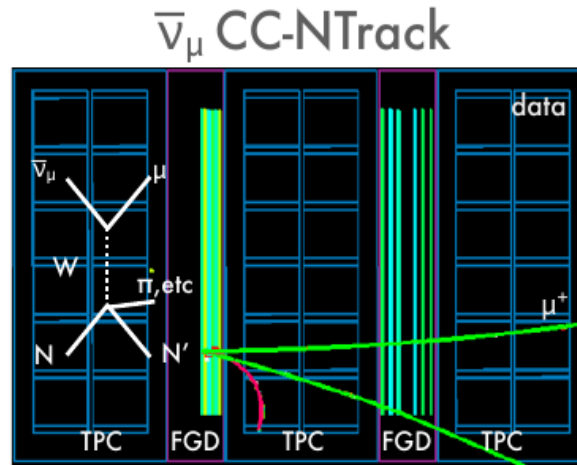 ν̅μ CC-NTrack
data
ν̅μ μ
W
π,etc
μ⁺
N N'
TPC FGD TPC FGD TPC